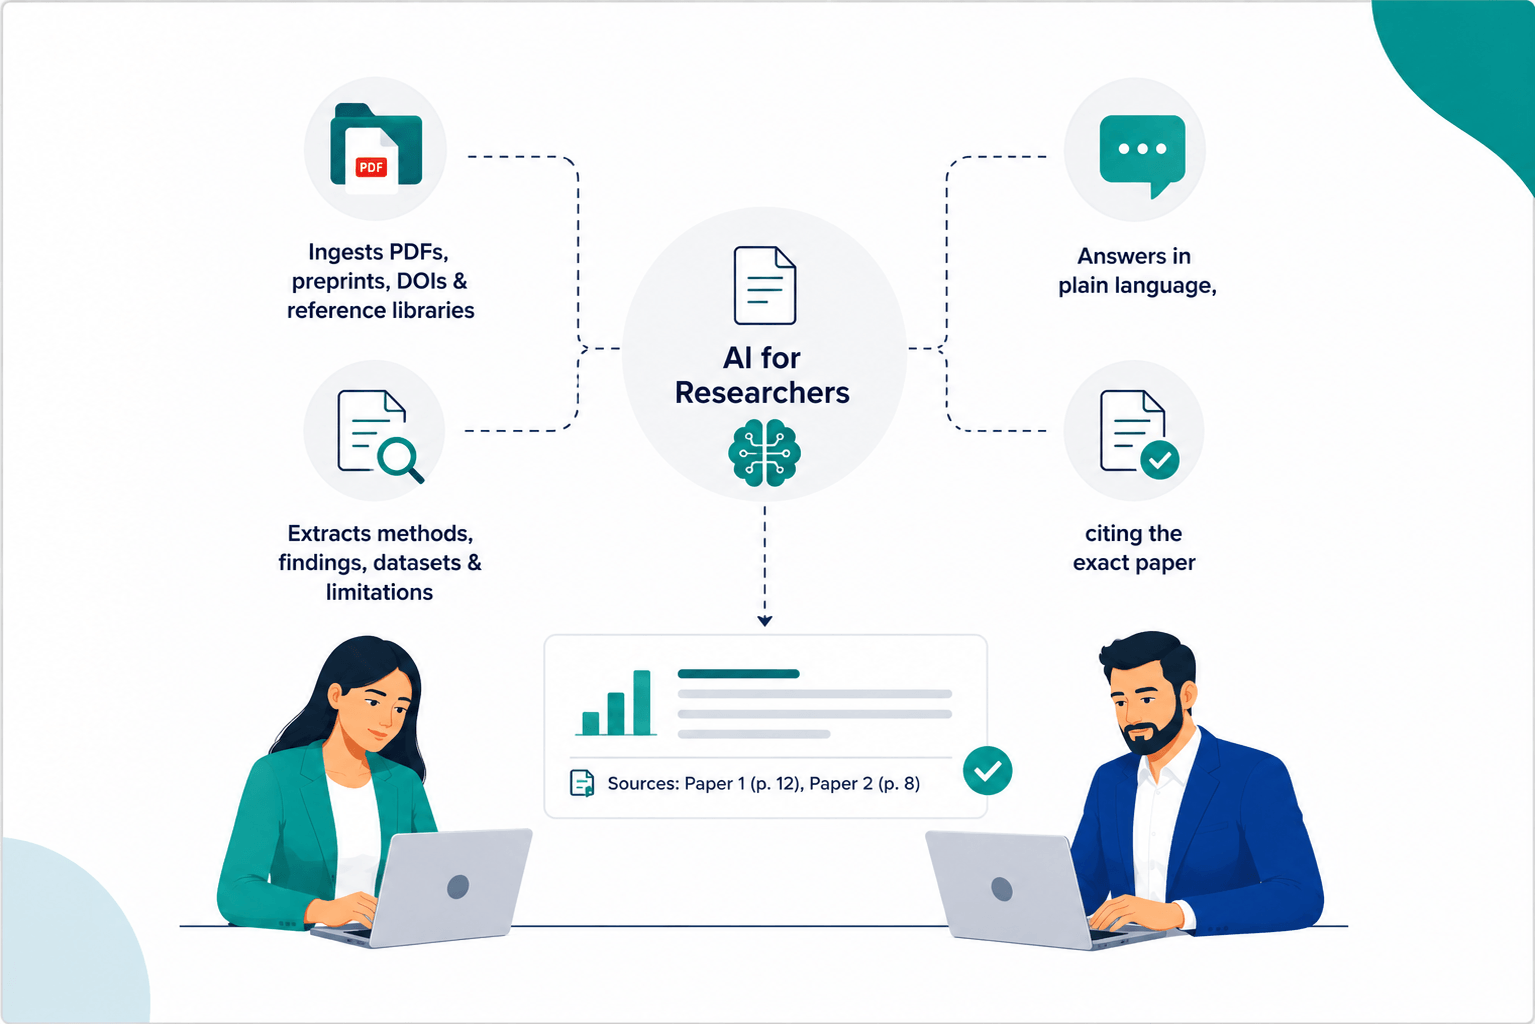 PDF
Ingests PDFs,
preprints, DOIs &
reference libraries
Extracts methods,
findings, datasets &
limitations
AI for
Researchers
Answers in
plain language,
citing the
exact paper
Sources: Paper 1 (p. 12), Paper 2 (p. 8)